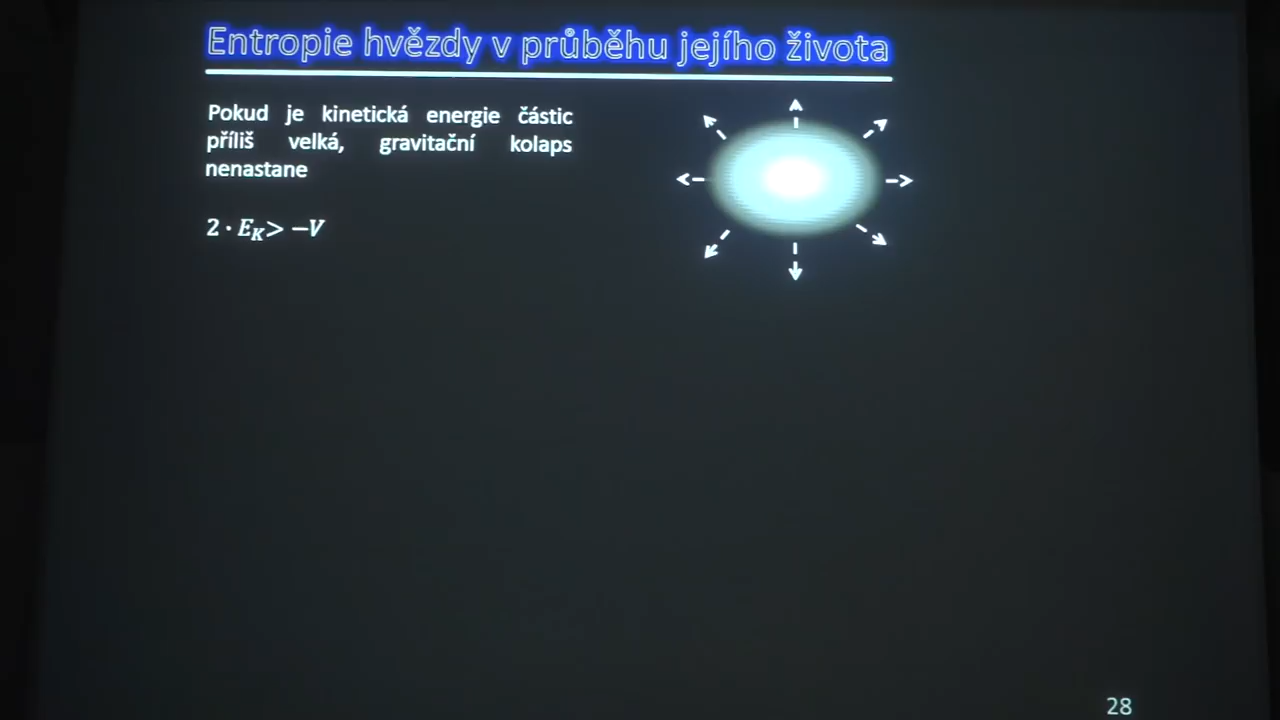 Entropie hvězdy v průběhu jejího života
Pokud je kinetická energie částic
příliš velká, gravitační kolaps
nenastane
2 · E_K > −V
28